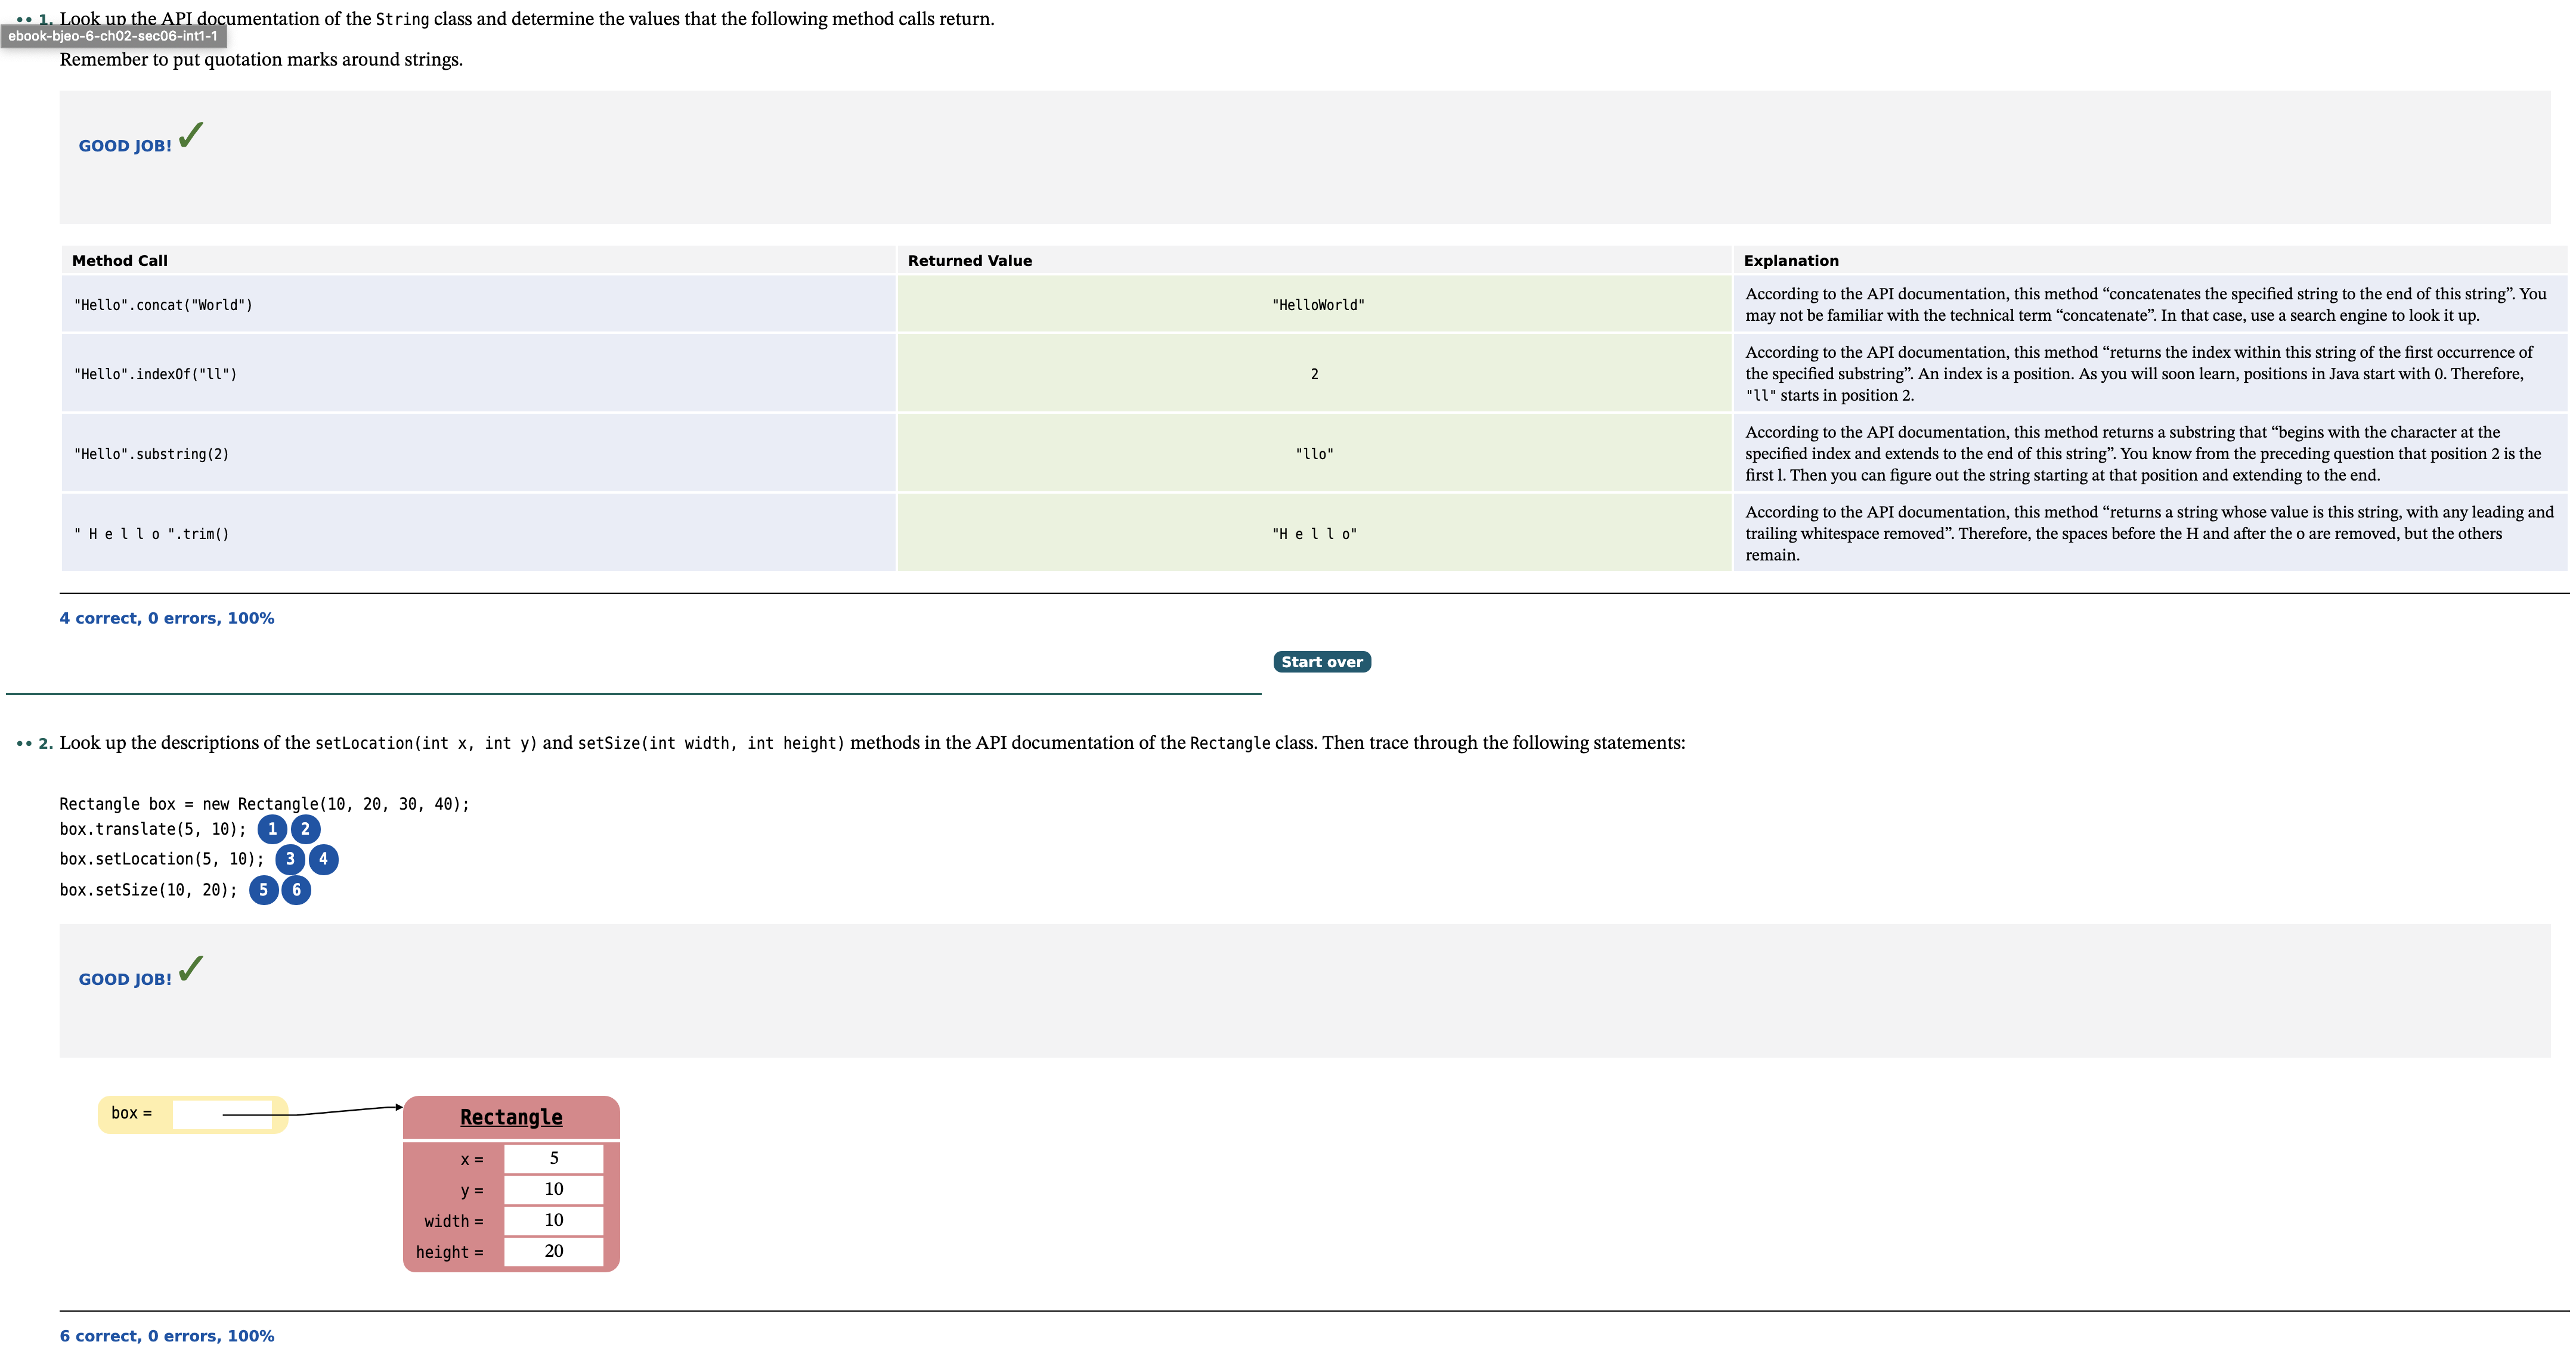 •• 1. Look up the API documentation of the String class and determine the values that the following method calls return.
ebook-bjeo-6-ch02-sec06-int1-1
Remember to put quotation marks around strings.
GOOD JOB! ✓
Method Call
Returned Value
Explanation
"Hello".concat("World")
"HelloWorld"
According to the API documentation, this method “concatenates the specified string to the end of this string”. You
may not be familiar with the technical term “concatenate”. In that case, use a search engine to look it up.
"Hello".indexOf("ll")
2
According to the API documentation, this method “returns the index within this string of the first occurrence of
the specified substring”. An index is a position. As you will soon learn, positions in Java start with 0. Therefore,
"ll" starts in position 2.
"Hello".substring(2)
"llo"
According to the API documentation, this method returns a substring that “begins with the character at the
specified index and extends to the end of this string”. You know from the preceding question that position 2 is the
first l. Then you can figure out the string starting at that position and extending to the end.
" H e l l o ".trim()
"H e l l o"
According to the API documentation, this method “returns a string whose value is this string, with any leading and
trailing whitespace removed”. Therefore, the spaces before the H and after the o are removed, but the others
remain.
4 correct, 0 errors, 100%
Start over
•• 2. Look up the descriptions of the setLocation(int x, int y) and setSize(int width, int height) methods in the API documentation of the Rectangle class. Then trace through the following statements:
Rectangle box = new Rectangle(10, 20, 30, 40);
box.translate(5, 10); 1 2
box.setLocation(5, 10); 3 4
box.setSize(10, 20); 5 6
GOOD JOB! ✓
box =
Rectangle
x = 5
y = 10
width = 10
height = 20
6 correct, 0 errors, 100%